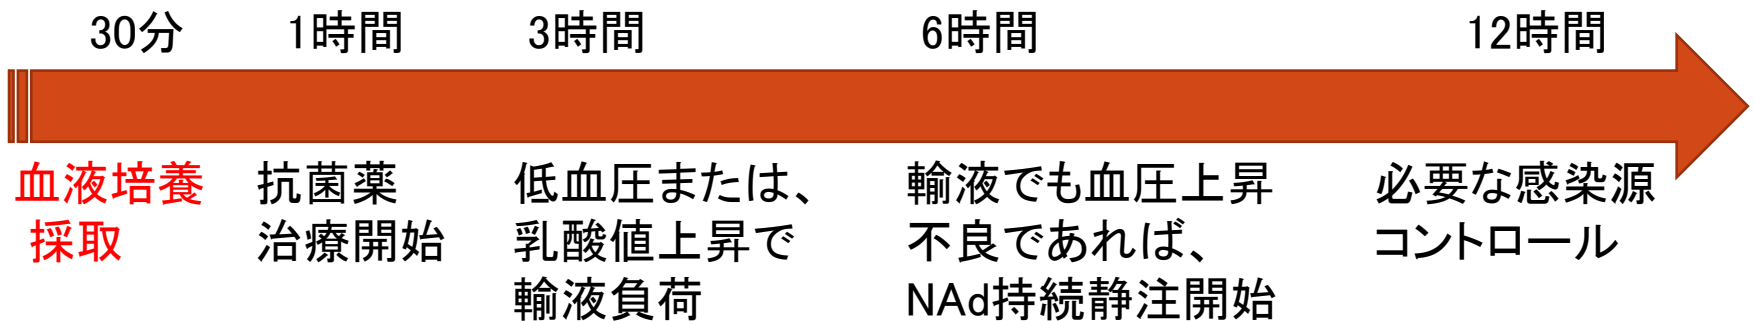 30分 1時間 3時間 6時間 12時間
血液培養
採取
抗菌薬
治療開始
低血圧または、
乳酸値上昇で
輸液負荷
輸液でも血圧上昇
不良であれば、
NAd持続静注開始
必要な感染源
コントロール